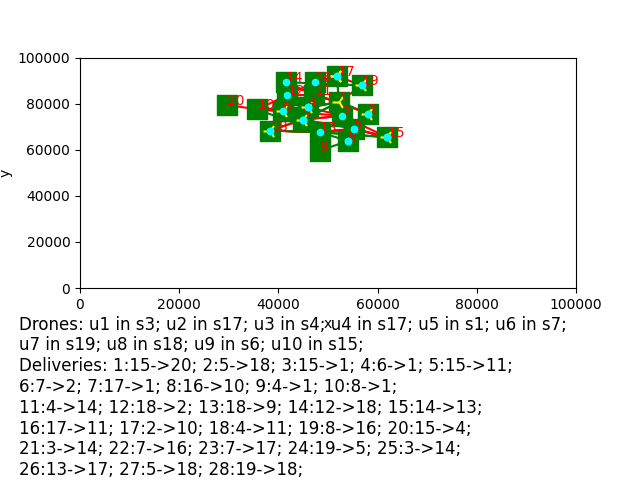 100000
80000
60000
40000
20000
0
y
14
17
19
20
15
0 20000 40000 60000 80000 100000
x
Drones: u1 in s3; u2 in s17; u3 in s4; u4 in s17; u5 in s1; u6 in s7;
u7 in s19; u8 in s18; u9 in s6; u10 in s15;
Deliveries: 1:15->20; 2:5->18; 3:15->1; 4:6->1; 5:15->11;
6:7->2; 7:17->1; 8:16->10; 9:4->1; 10:8->1;
11:4->14; 12:18->2; 13:18->9; 14:12->18; 15:14->13;
16:17->11; 17:2->10; 18:4->11; 19:8->16; 20:15->4;
21:3->14; 22:7->16; 23:7->17; 24:19->5; 25:3->14;
26:13->17; 27:5->18; 28:19->18;